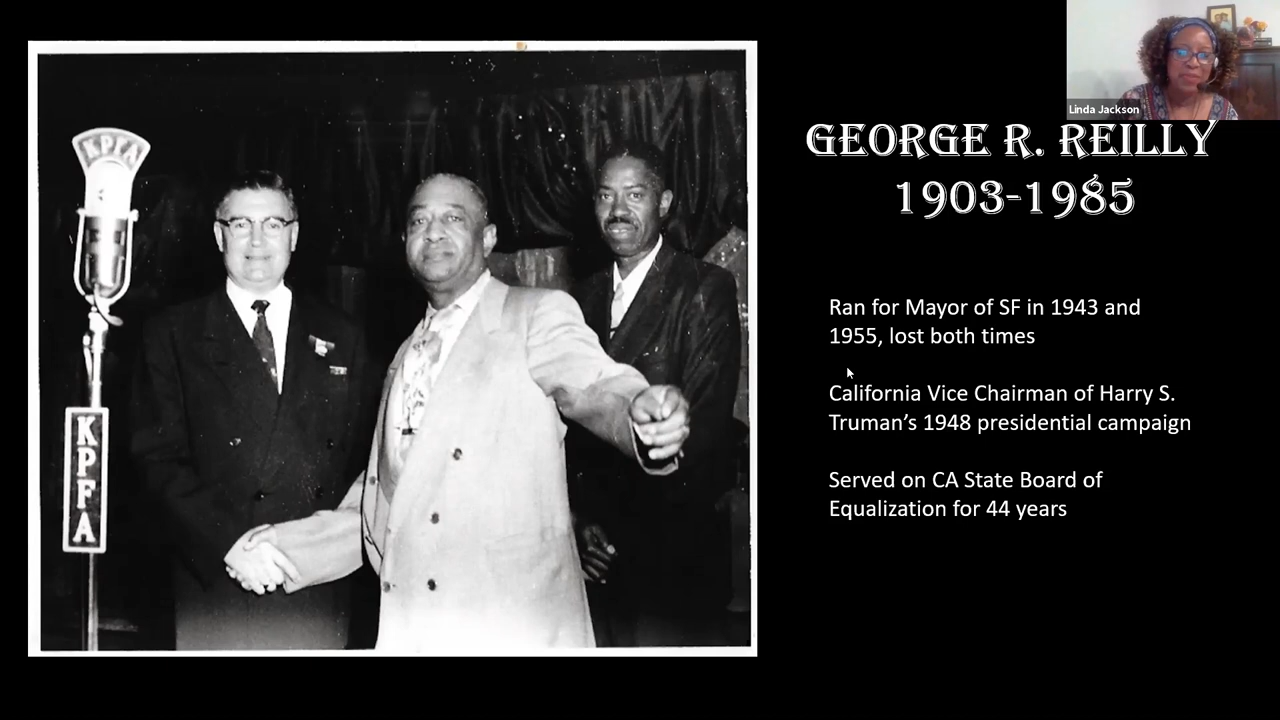 KPFA
KPFA
Linda Jackson
GEORGE R. REILLY
1903-1985
Ran for Mayor of SF in 1943 and
1955, lost both times
California Vice Chairman of Harry S.
Truman’s 1948 presidential campaign
Served on CA State Board of
Equalization for 44 years